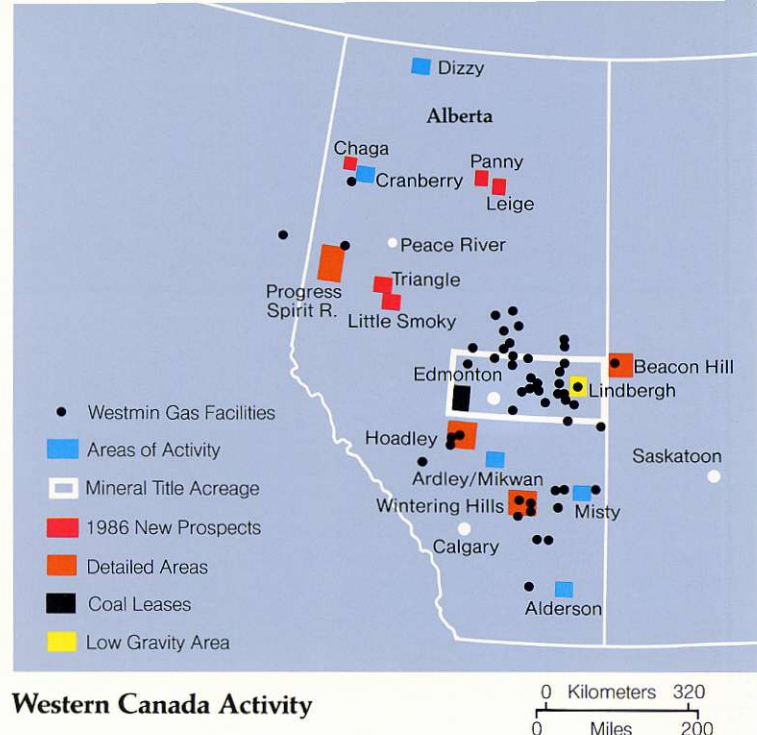 Dizzy
Alberta
Chaga
Panny
Cranberry
Leige
Peace River
Triangle
Progress
Spirit R.
Little Smoky
Edmonton
Beacon Hill
Lindbergh
Westmin Gas Facilities
Hoadley
Areas of Activity
Saskatoon
Ardley/Mikwan
Mineral Title Acreage
Wintering Hills
Misty
1986 New Prospects
Calgary
Detailed Areas
Coal Leases
Alderson
Low Gravity Area
Western Canada Activity
0 Kilometers 320
0 Miles 200